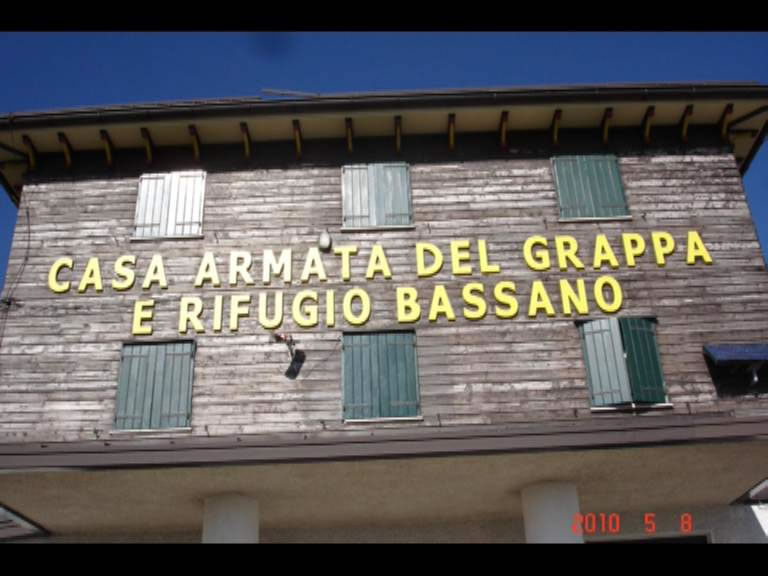 CASA ARMATA DEL GRAPPA
E RIFUGIO BASSANO
2010 5 8